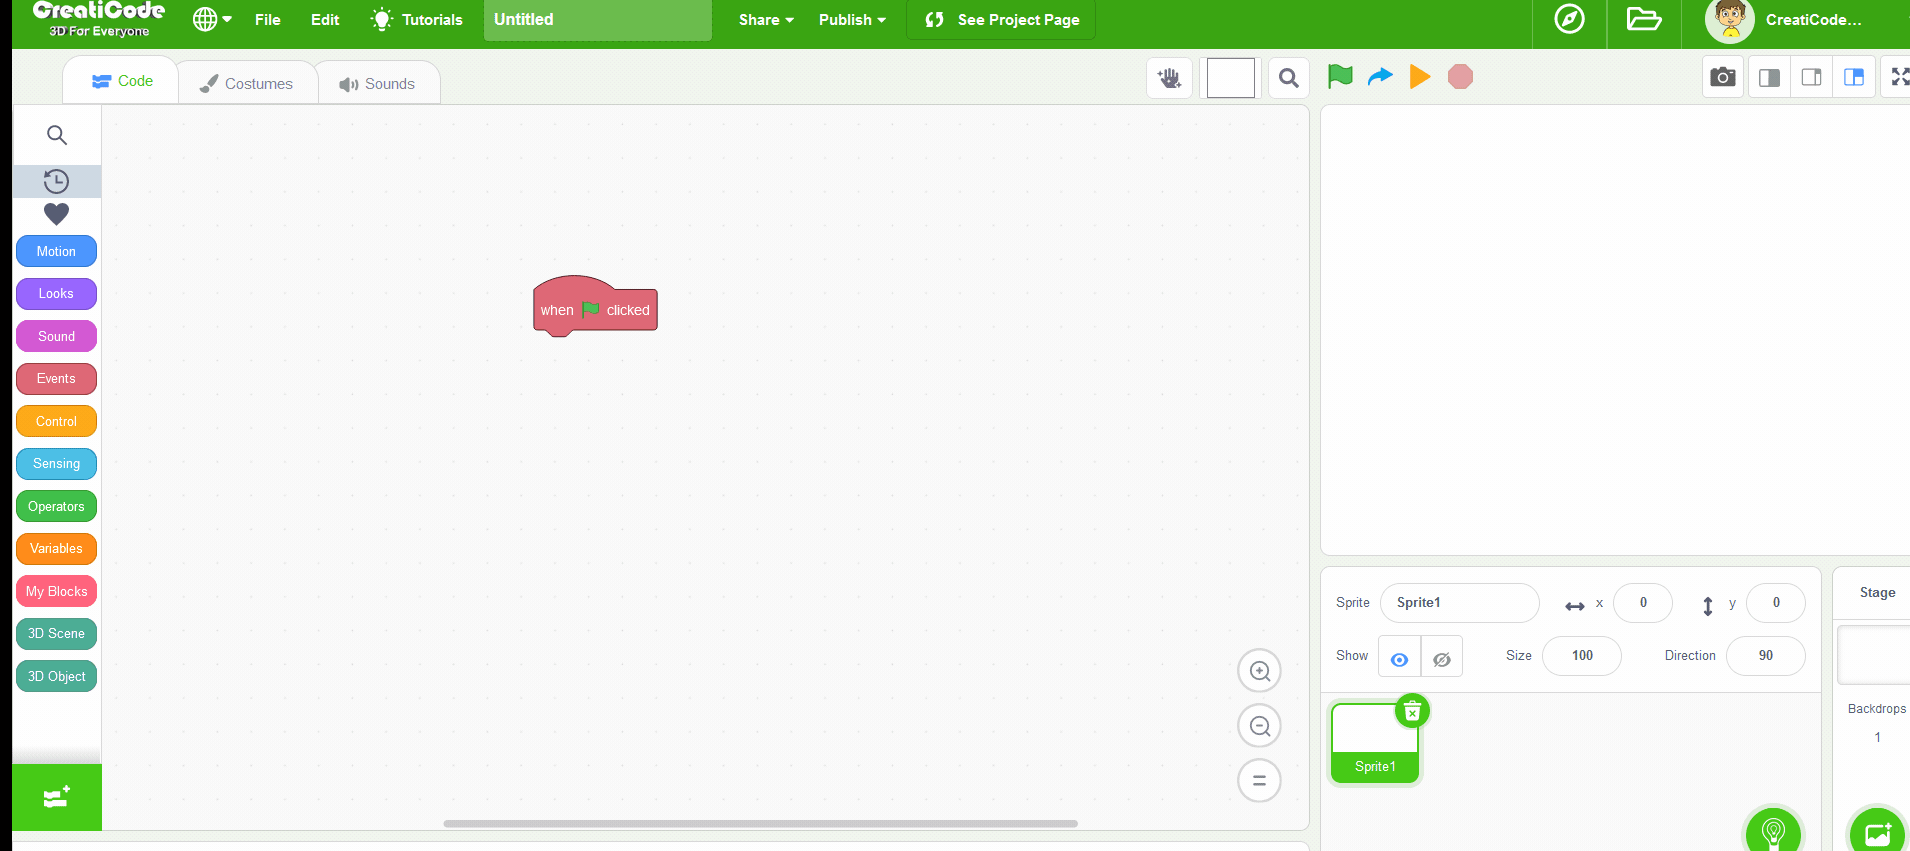 CreatiCode
3D For Everyone
File
Edit
Tutorials
Untitled
Share
Publish
See Project Page
CreatiCode...
Code
Costumes
Sounds
Motion
Looks
Sound
Events
Control
Sensing
Operators
Variables
My Blocks
3D Scene
3D Object
when clicked
Sprite
Sprite1
x
0
y
0
Show
Size
100
Direction
90
Sprite1
Stage
Backdrops
1